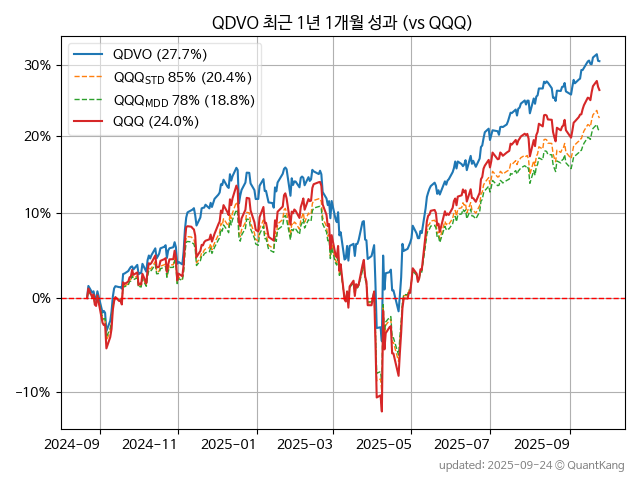 QDVO 최근 1년 1개월 성과 (vs QQQ)
QDVO (27.7%)
QQQSTD 85% (20.4%)
QQQMDD 78% (18.8%)
QQQ (24.0%)
30%
20%
10%
0%
−10%
2024-09 2024-11 2025-01 2025-03 2025-05 2025-07 2025-09
updated: 2025-09-24 © QuantKang